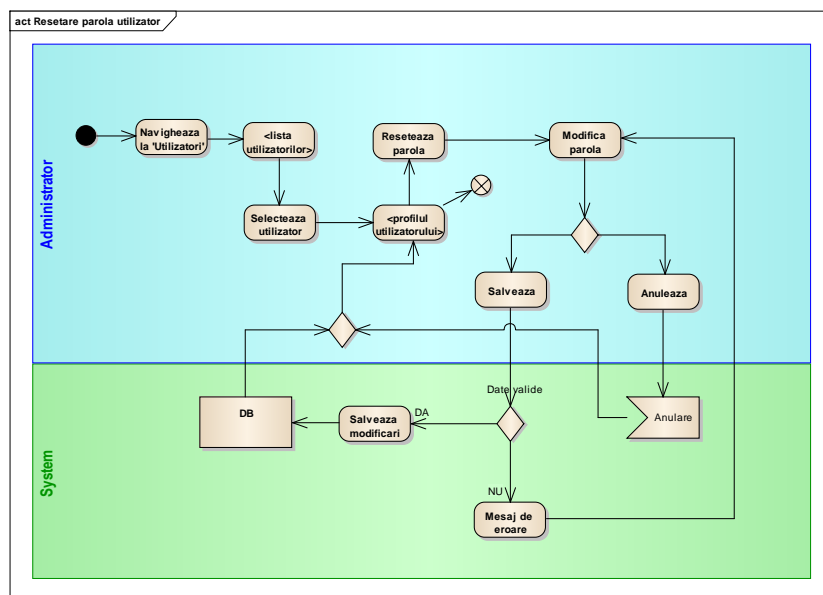 act Resetare parola utilizator
Administrator
Navigheaza
la 'Utilizatori'
<lista
utilizatorilor>
Reseteaza
parola
Modifica
parola
Selecteaza
utilizator
<profilul
utilizatorului>
Salveaza
Anuleaza
System
Date valide
DB
Salveaza
modificari
DA
Anulare
NU
Mesaj de
eroare